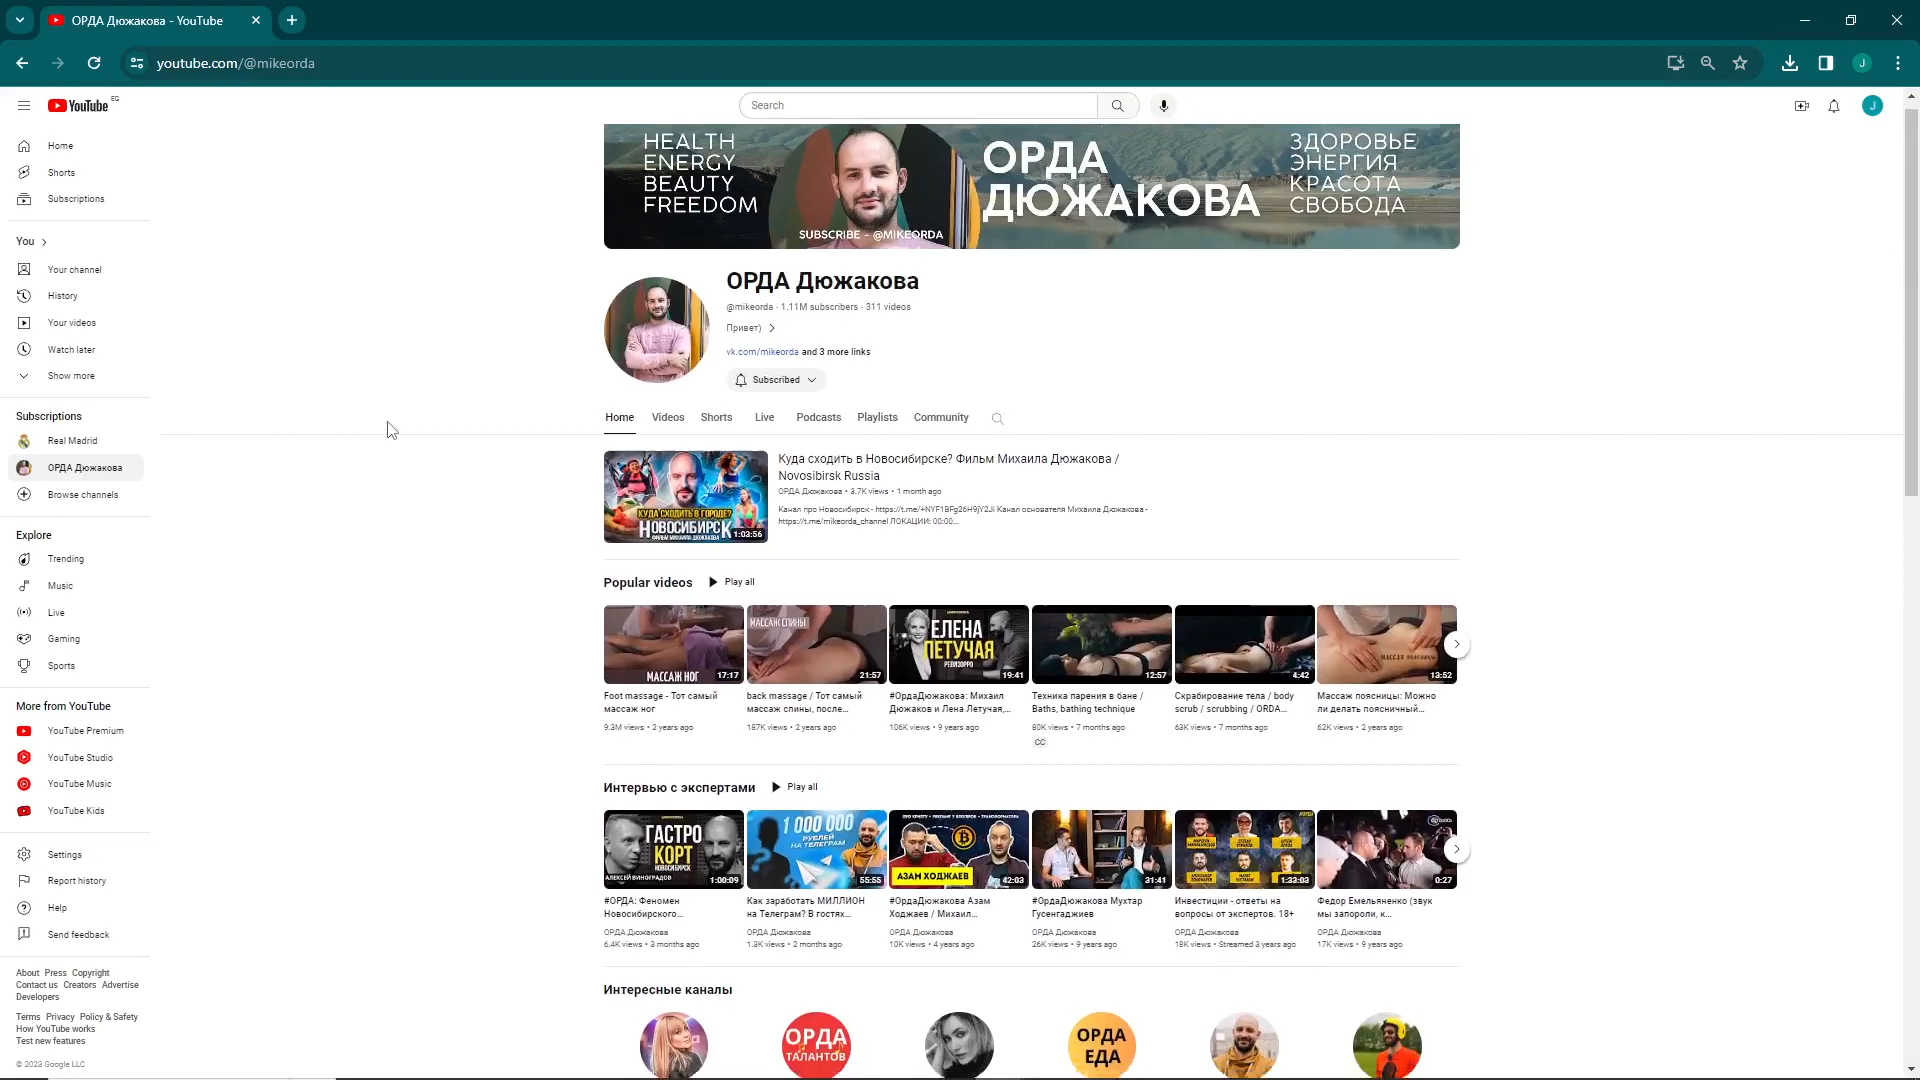 ОРДА Дюжакова - YouTube
youtube.com/@mikeorda
J
YouTube EG
Search
J
Home
Shorts
Subscriptions
You
Your channel
History
Your videos
Watch later
Show more
Subscriptions
Real Madrid
ОРДА Дюжакова
Browse channels
Explore
Trending
Music
Live
Gaming
Sports
More from YouTube
YouTube Premium
YouTube Studio
YouTube Music
YouTube Kids
Settings
Report history
Help
Send feedback
About Press Copyright
Contact us Creators Advertise
Developers
Terms Privacy Policy & Safety
How YouTube works
Test new features
© 2023 Google LLC
HEALTH
ENERGY
BEAUTY
FREEDOM
SUBSCRIBE - @MIKEORDA
ОРДА
ДЮЖАКОВА
ЗДОРОВЬЕ
ЭНЕРГИЯ
КРАСОТА
СВОБОДА
ОРДА Дюжакова
@mikeorda · 1.11M subscribers · 311 videos
Привет)
vk.com/mikeorda and 3 more links
Subscribed
Home Videos Shorts Live Podcasts Playlists Community
КУДА СХОДИТЬ В ГОРОДЕ?
НОВОСИБИРСК
ФИЛЬМ МИХАИЛА ДЮЖАКОВА
1:03:56
Куда сходить в Новосибирске? Фильм Михаила Дюжакова /
Novosibirsk Russia
ОРДА Дюжакова • 3.7K views • 1 month ago
Канал про Новосибирск - https://t.me/+NYF1BFg26H9jY2Ji Канал основателя Михаила Дюжакова -
https://t.me/mikeorda_channel ЛОКАЦИИ: 00:00...
Popular videos Play all
МАССАЖ НОГ
17:17
Foot massage - Тот самый
массаж ног
9.3M views • 2 years ago
МАССАЖ СПИНЫ
21:57
back massage / Тот самый
массаж спины, после...
187K views • 2 years ago
ЕЛЕНА
ЛЕТУЧАЯ
РЕВИЗОРРО
19:41
#ОрдаДюжакова: Михаил
Дюжаков и Лена Летучая,...
106K views • 9 years ago
12:57
Техника парения в бане /
Baths, bathing technique
80K views • 7 months ago
CC
4:42
Скрабирование тела / body
scrub / scrubbing / ORDA...
63K views • 7 months ago
МАССАЖ ПОЯСНИЦЫ
13:52
Массаж поясницы: Можно
ли делать поясничный...
62K views • 2 years ago
Интервью с экспертами Play all
ГАСТРО
КОРТ
НОВОСИБИРСК
АЛЕКСЕЙ ВИНОГРАДОВ
1:00:09
#ОРДА: Феномен
Новосибирского...
ОРДА Дюжакова
6.4K views • 3 months ago
1 000 000
РУБЛЕЙ
НА ТЕЛЕГРАМ
55:55
Как заработать МИЛЛИОН
на Телеграм? В гостях...
ОРДА Дюжакова
1.3K views • 2 months ago
АЗАМ ХОДЖАЕВ
42:03
#ОрдаДюжакова Азам
Ходжаев / Михаил...
ОРДА Дюжакова
10K views • 4 years ago
31:41
#ОрдаДюжакова Мухтар
Гусенгаджиев
ОРДА Дюжакова
26K views • 9 years ago
1:33:03
Инвестиции - ответы на
вопросы от экспертов. 18+
ОРДА Дюжакова
18K views • Streamed 3 years ago
0:27
Федор Емельяненко (звук
мы запороли, к...
ОРДА Дюжакова
17K views • 9 years ago
Интересные каналы
ОРДА
ТАЛАНТОВ
ОРДА
ЕДА